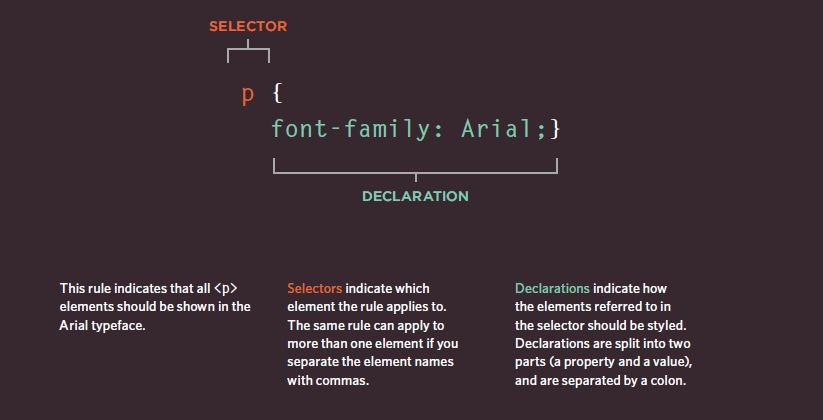 SELECTOR
p {
font-family: Arial;}
DECLARATION
This rule indicates that all <p>
elements should be shown in the
Arial typeface.
Selectors indicate which
element the rule applies to.
The same rule can apply to
more than one element if you
separate the element names
with commas.
Declarations indicate how
the elements referred to in
the selector should be styled.
Declarations are split into two
parts (a property and a value),
and are separated by a colon.